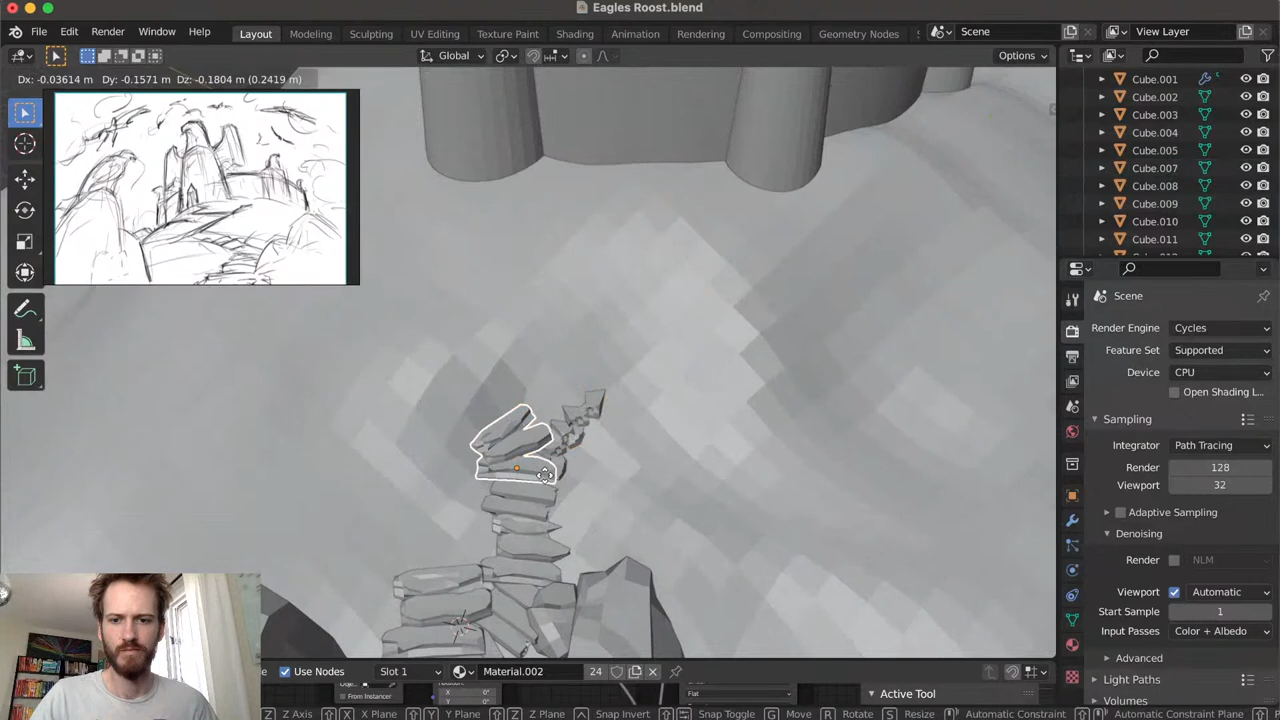 Eagles Roost.blend
File Edit Render Window Help Layout Modeling Sculpting UV Editing Texture Paint Shading Animation Rendering Compositing Geometry Nodes Scene View Layer
Global Options
Dx: -0.03614 m Dy: -0.1571 m Dz: -0.1804 m (0.2419 m)
Cube.001
Cube.002
Cube.003
Cube.004
Cube.005
Cube.007
Cube.008
Cube.009
Cube.010
Cube.011
Scene
Render Engine Cycles
Feature Set Supported
Device CPU
Open Shading L...
Sampling
Integrator Path Tracing
Render 128
Viewport 32
Adaptive Sampling
Denoising
Render NLM
Viewport Automatic
Start Sample 1
Input Passes Color + Albedo
Advanced
Light Paths
Volumes
Use Nodes Slot 1 Material.002 24
From Instancer X 0° Flat Active Tool
Y 0°
Z Axis X X Plane Y Y Plane Z Z Plane Snap Invert Snap Toggle G Move R Rotate S Resize Automatic Constraint Automatic Constraint